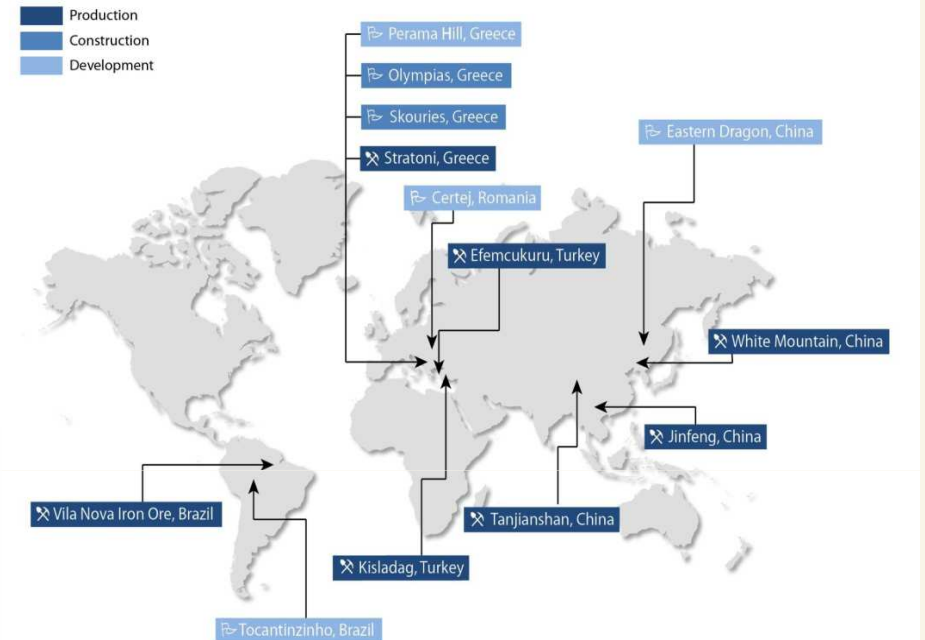 Production
Construction
Development
Perama Hill, Greece
Olympias, Greece
Skouries, Greece
Stratoni, Greece
Eastern Dragon, China
Certej, Romania
Efemcukuru, Turkey
White Mountain, China
Jinfeng, China
Vila Nova Iron Ore, Brazil
Tanjianshan, China
Kisladag, Turkey
Tocantinzinho, Brazil